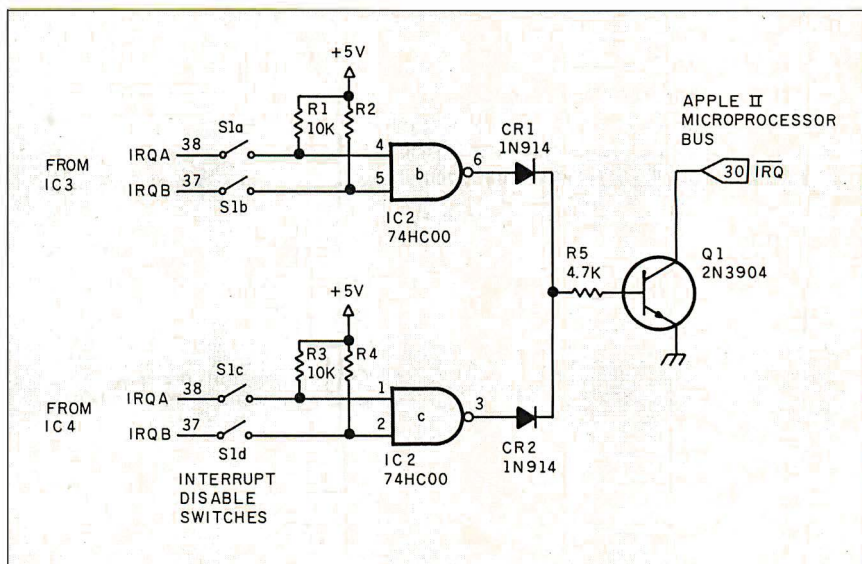 +5V
R1
10K
R2
S1a
IRQA 38
FROM
IC3
IRQB 37
S1b
4
5
b
6
IC2
74HC00
CR1
1N914
APPLE II
MICROPROCESSOR
BUS
30
IRQ
R5
4.7K
Q1
2N3904
+5V
R3
10K
R4
S1c
IRQA 38
FROM
IC4
IRQB 37
S1d
1
2
c
3
IC2
74HC00
CR2
1N914
INTERRUPT
DISABLE
SWITCHES